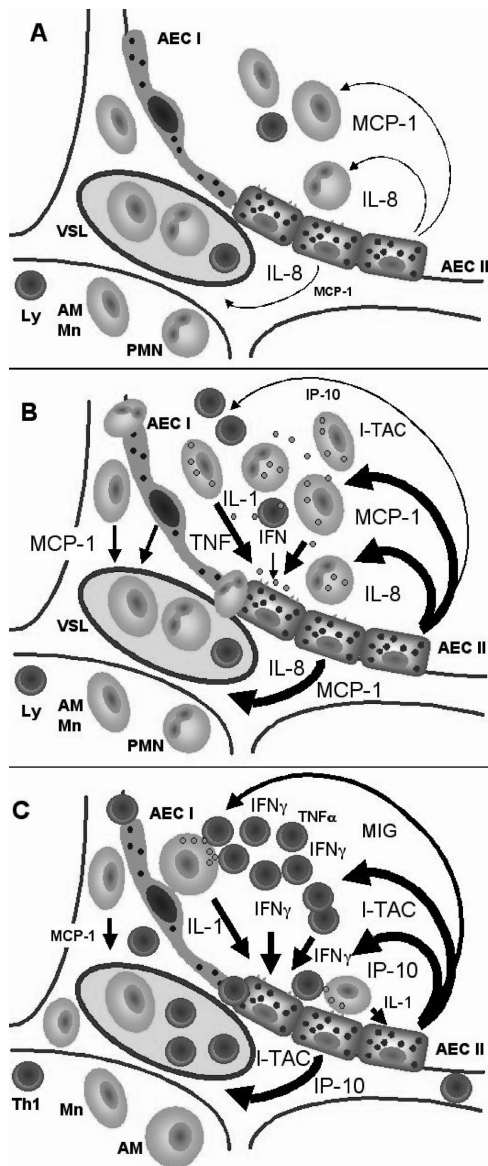 A
AEC I
MCP-1
IL-8
VSL
IL-8
MCP-1
AEC II
Ly
AM
Mn
PMN
B
AEC I
IP-10
I-TAC
IL-1
IFN
MCP-1
TNF
MCP-1
IL-8
VSL
AEC II
IL-8
MCP-1
Ly
AM
Mn
PMN
C
AEC I
IFNγ
TNFα
MIG
IFNγ
I-TAC
IL-1
IFNγ
MCP-1
IFNγ
IP-10
IL-1
AEC II
I-TAC
IP-10
Th1
Mn
AM